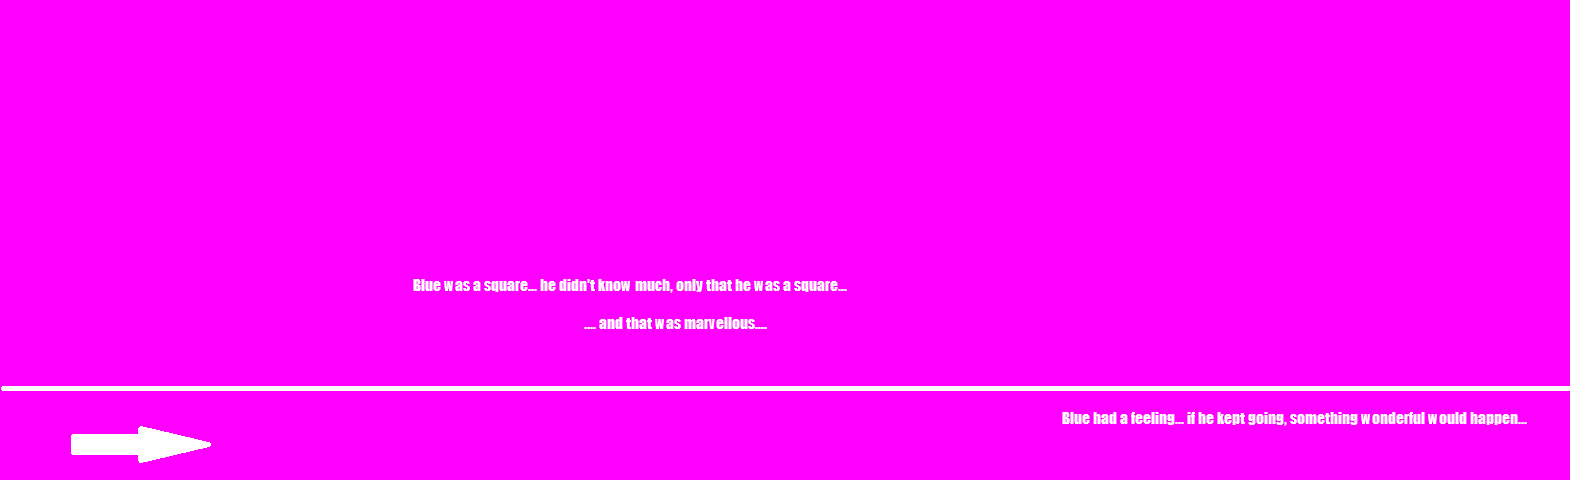 Blue was a square... he didn't know much, only that he was a square...
.... and that was marvellous....
Blue had a feeling... if he kept going, something wonderful would happen...